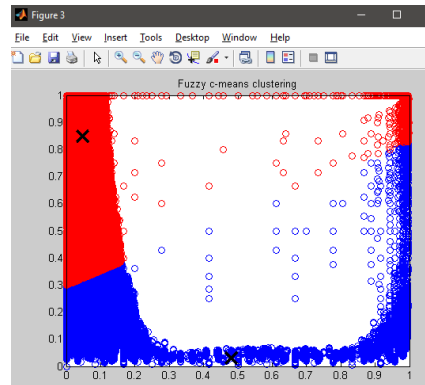 Figure 3
File Edit View Insert Tools Desktop Window Help
Fuzzy c-means clustering
1
0.9
0.8
0.7
0.6
0.5
0.4
0.3
0.2
0.1
0
0 0.1 0.2 0.3 0.4 0.5 0.6 0.7 0.8 0.9 1